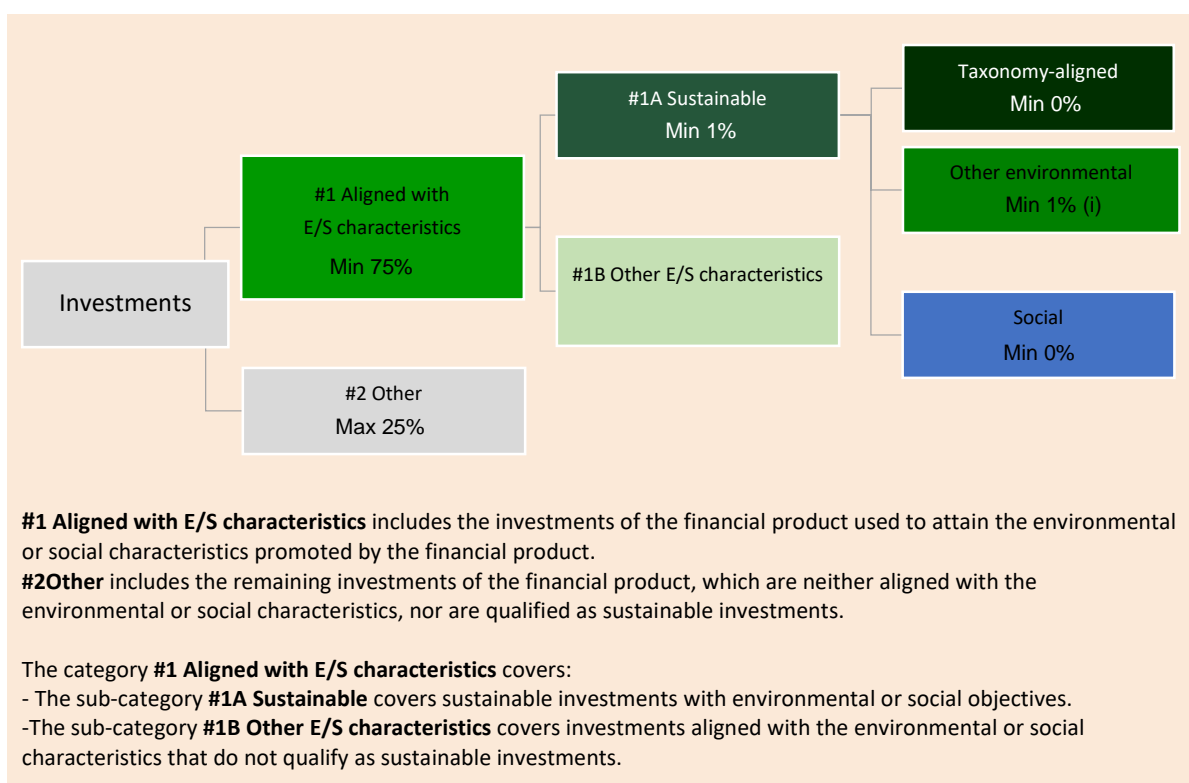 Investments
#1 Aligned with
E/S characteristics
Min 75%
#2 Other
Max 25%
#1A Sustainable
Min 1%
#1B Other E/S characteristics
Taxonomy-aligned
Min 0%
Other environmental
Min 1% (i)
Social
Min 0%
#1 Aligned with E/S characteristics includes the investments of the financial product used to attain the environmental
or social characteristics promoted by the financial product.
#2Other includes the remaining investments of the financial product, which are neither aligned with the
environmental or social characteristics, nor are qualified as sustainable investments.
The category #1 Aligned with E/S characteristics covers:
- The sub-category #1A Sustainable covers sustainable investments with environmental or social objectives.
-The sub-category #1B Other E/S characteristics covers investments aligned with the environmental or social
characteristics that do not qualify as sustainable investments.